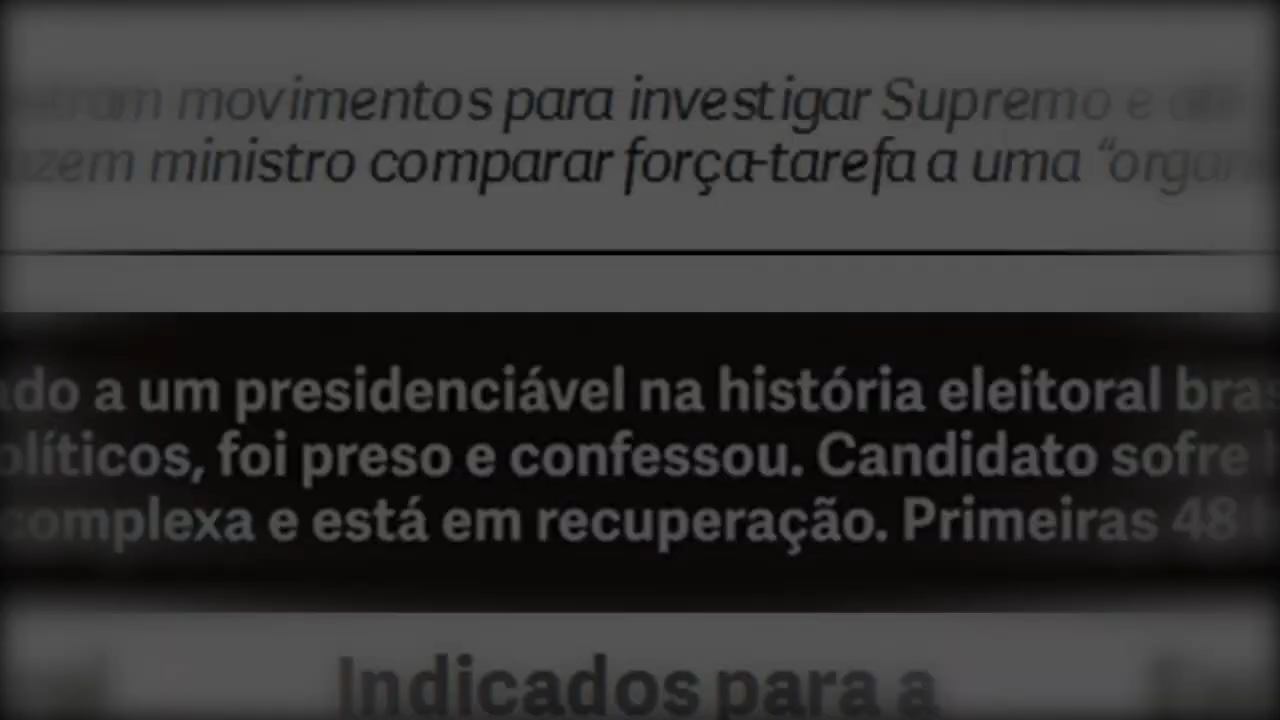 movimentos para investigar Supremo e
ministro comparar força-tarefa a uma
a um presidenciável na história eleitoral
foi preso e confessou. Candidato sofre
complexa e está em recuperação. Primeiras 48
Indicados para a